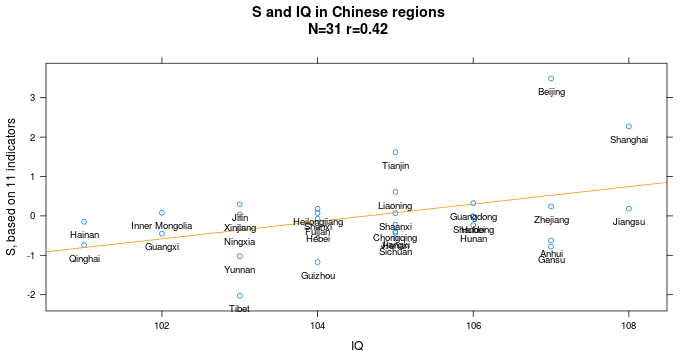 S and IQ in Chinese regions
N=31 r=0.42
S, based on 11 indicators
3
2
1
0
-1
-2
Beijing
Shanghai
Tianjin
Liaoning
Hainan
Inner Mongolia
Jilin
Heilongjiang
Guangdong
Zhejiang
Jiangsu
Xinjiang
Shanxi
Shaanxi
Fujian
Hebei
Guangxi
Ningxia
Chongqing
Jiangxi
Sichuan
Hunan
Qinghai
Yunnan
Guizhou
Anhui
Gansu
Tibet
102
104
106
108
IQ